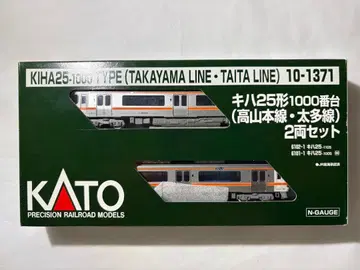 KIHA25-1000 TYPE (TAKAYAMA LINE・TAITA LINE) 10-1371
キハ25形1000番台
(高山本線・太多線)
2両セット
KATO
PRECISION RAILROAD MODELS
N-GAUGE